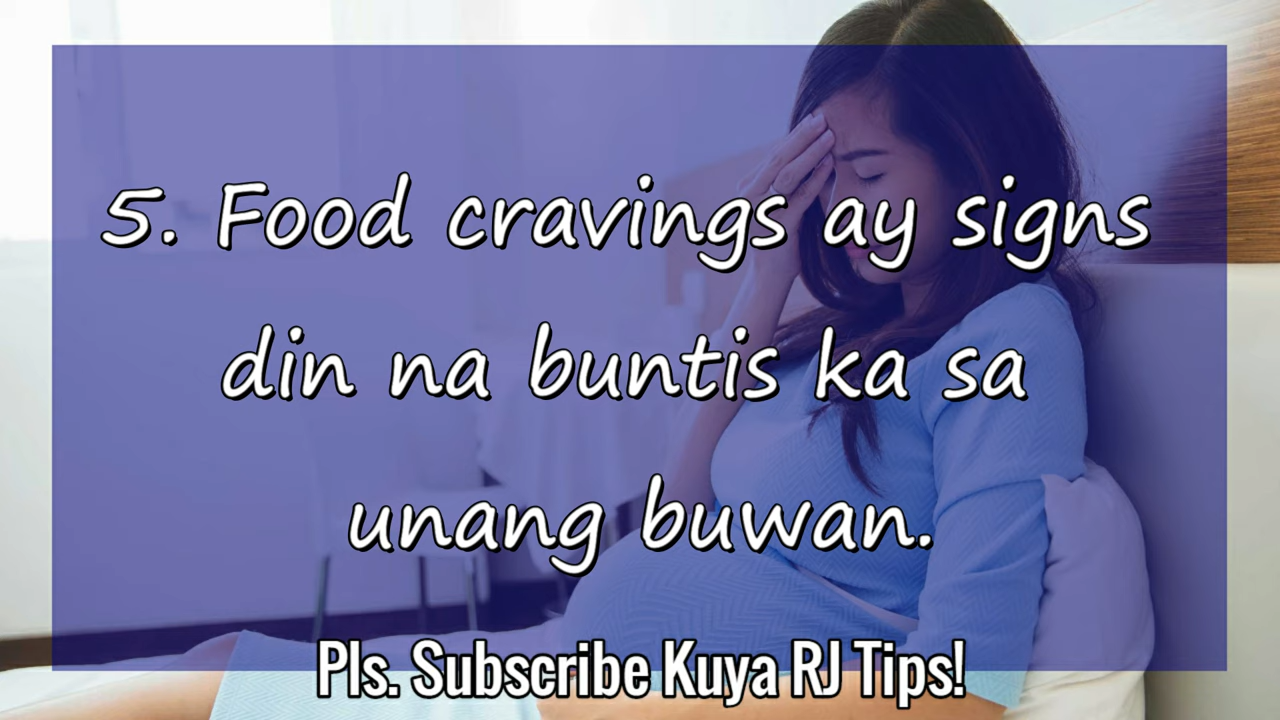 5. Food cravings ay signs
din na buntis ka sa
unang buwan.
Pls. Subscribe Kuya RJ Tips!